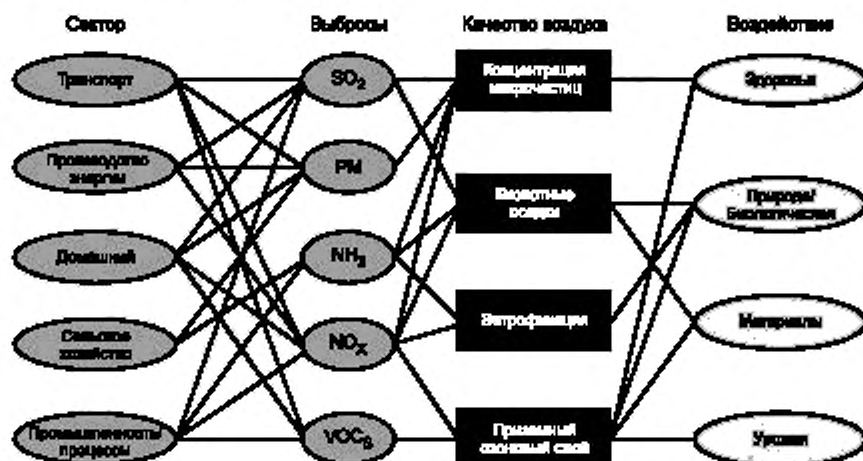 Сектор
Выбросы
Качество воздуха
Воздействие
Транспорт
SO2
Концентрация
микрочастиц
Здоровье
Производство
энергии
PM
Кислотные
осадки
Природа/
Биологическая
Домашний
NH3
Эвтрофикация
Материалы
Сельское
хозяйство
NOX
Промышленность/
процессы
VOCS
Приземный
озоновый слой
Урожаи